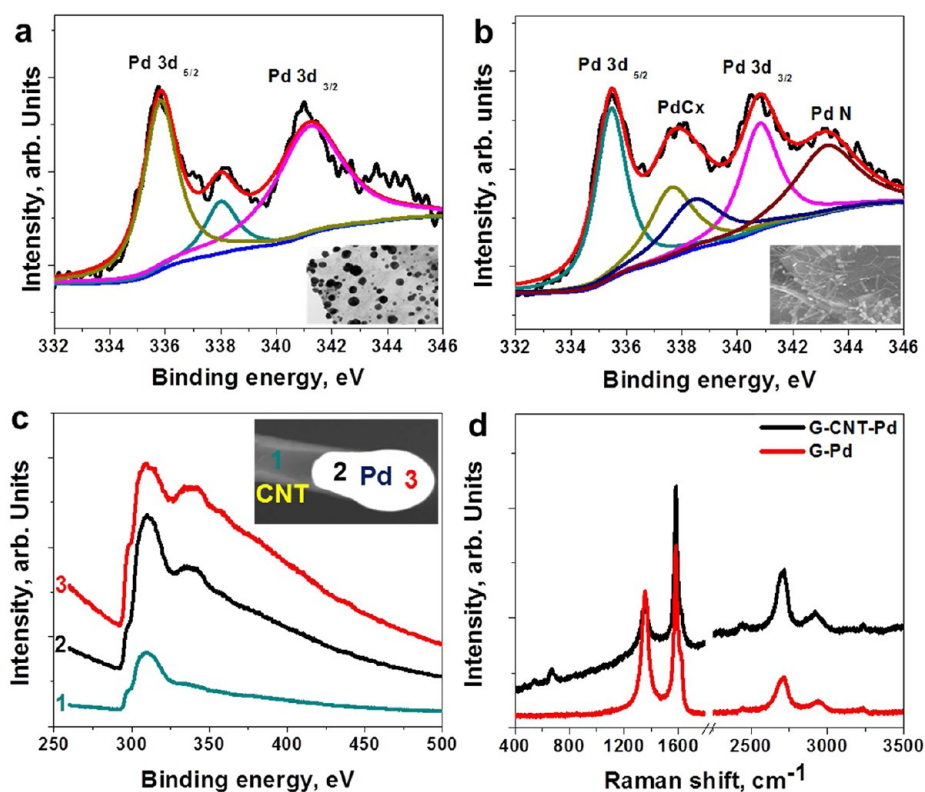 a
Pd 3d 5/2
Pd 3d 3/2
Intensity, arb. Units
332 334 336 338 340 342 344 346
Binding energy, eV
b
Pd 3d 5/2
PdCx
Pd 3d 3/2
Pd N
Intensity, arb. Units
332 334 336 338 340 342 344 346
Binding energy, eV
c
1
CNT
2 Pd 3
3
2
1
Intensity, arb. Units
250 300 350 400 450 500
Binding energy, eV
d
G-CNT-Pd
G-Pd
Intensity, arb. Units
400 800 1200 1600 2500 3000 3500
Raman shift, cm-1